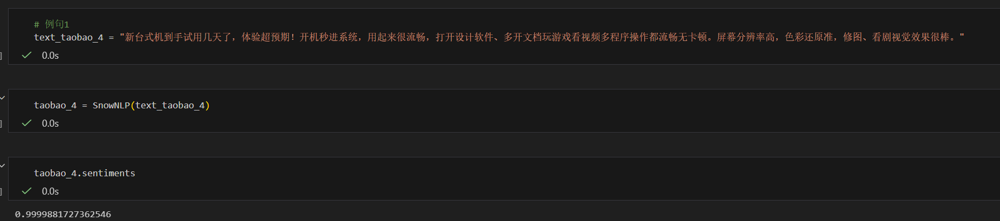 # 例句1
text_taobao_4 = "新台式机到手试用几天了，体验超预期！开机秒进系统，用起来很流畅，打开设计软件、多开文档玩游戏看视频多程序操作都流畅无卡顿。屏幕分辨率高，色彩还原准，修图、看剧视觉效果很棒。"
] ✓ 0.0s
taobao_4 = SnowNLP(text_taobao_4)
] ✓ 0.0s
taobao_4.sentiments
] ✓ 0.0s
0.9999881727362546